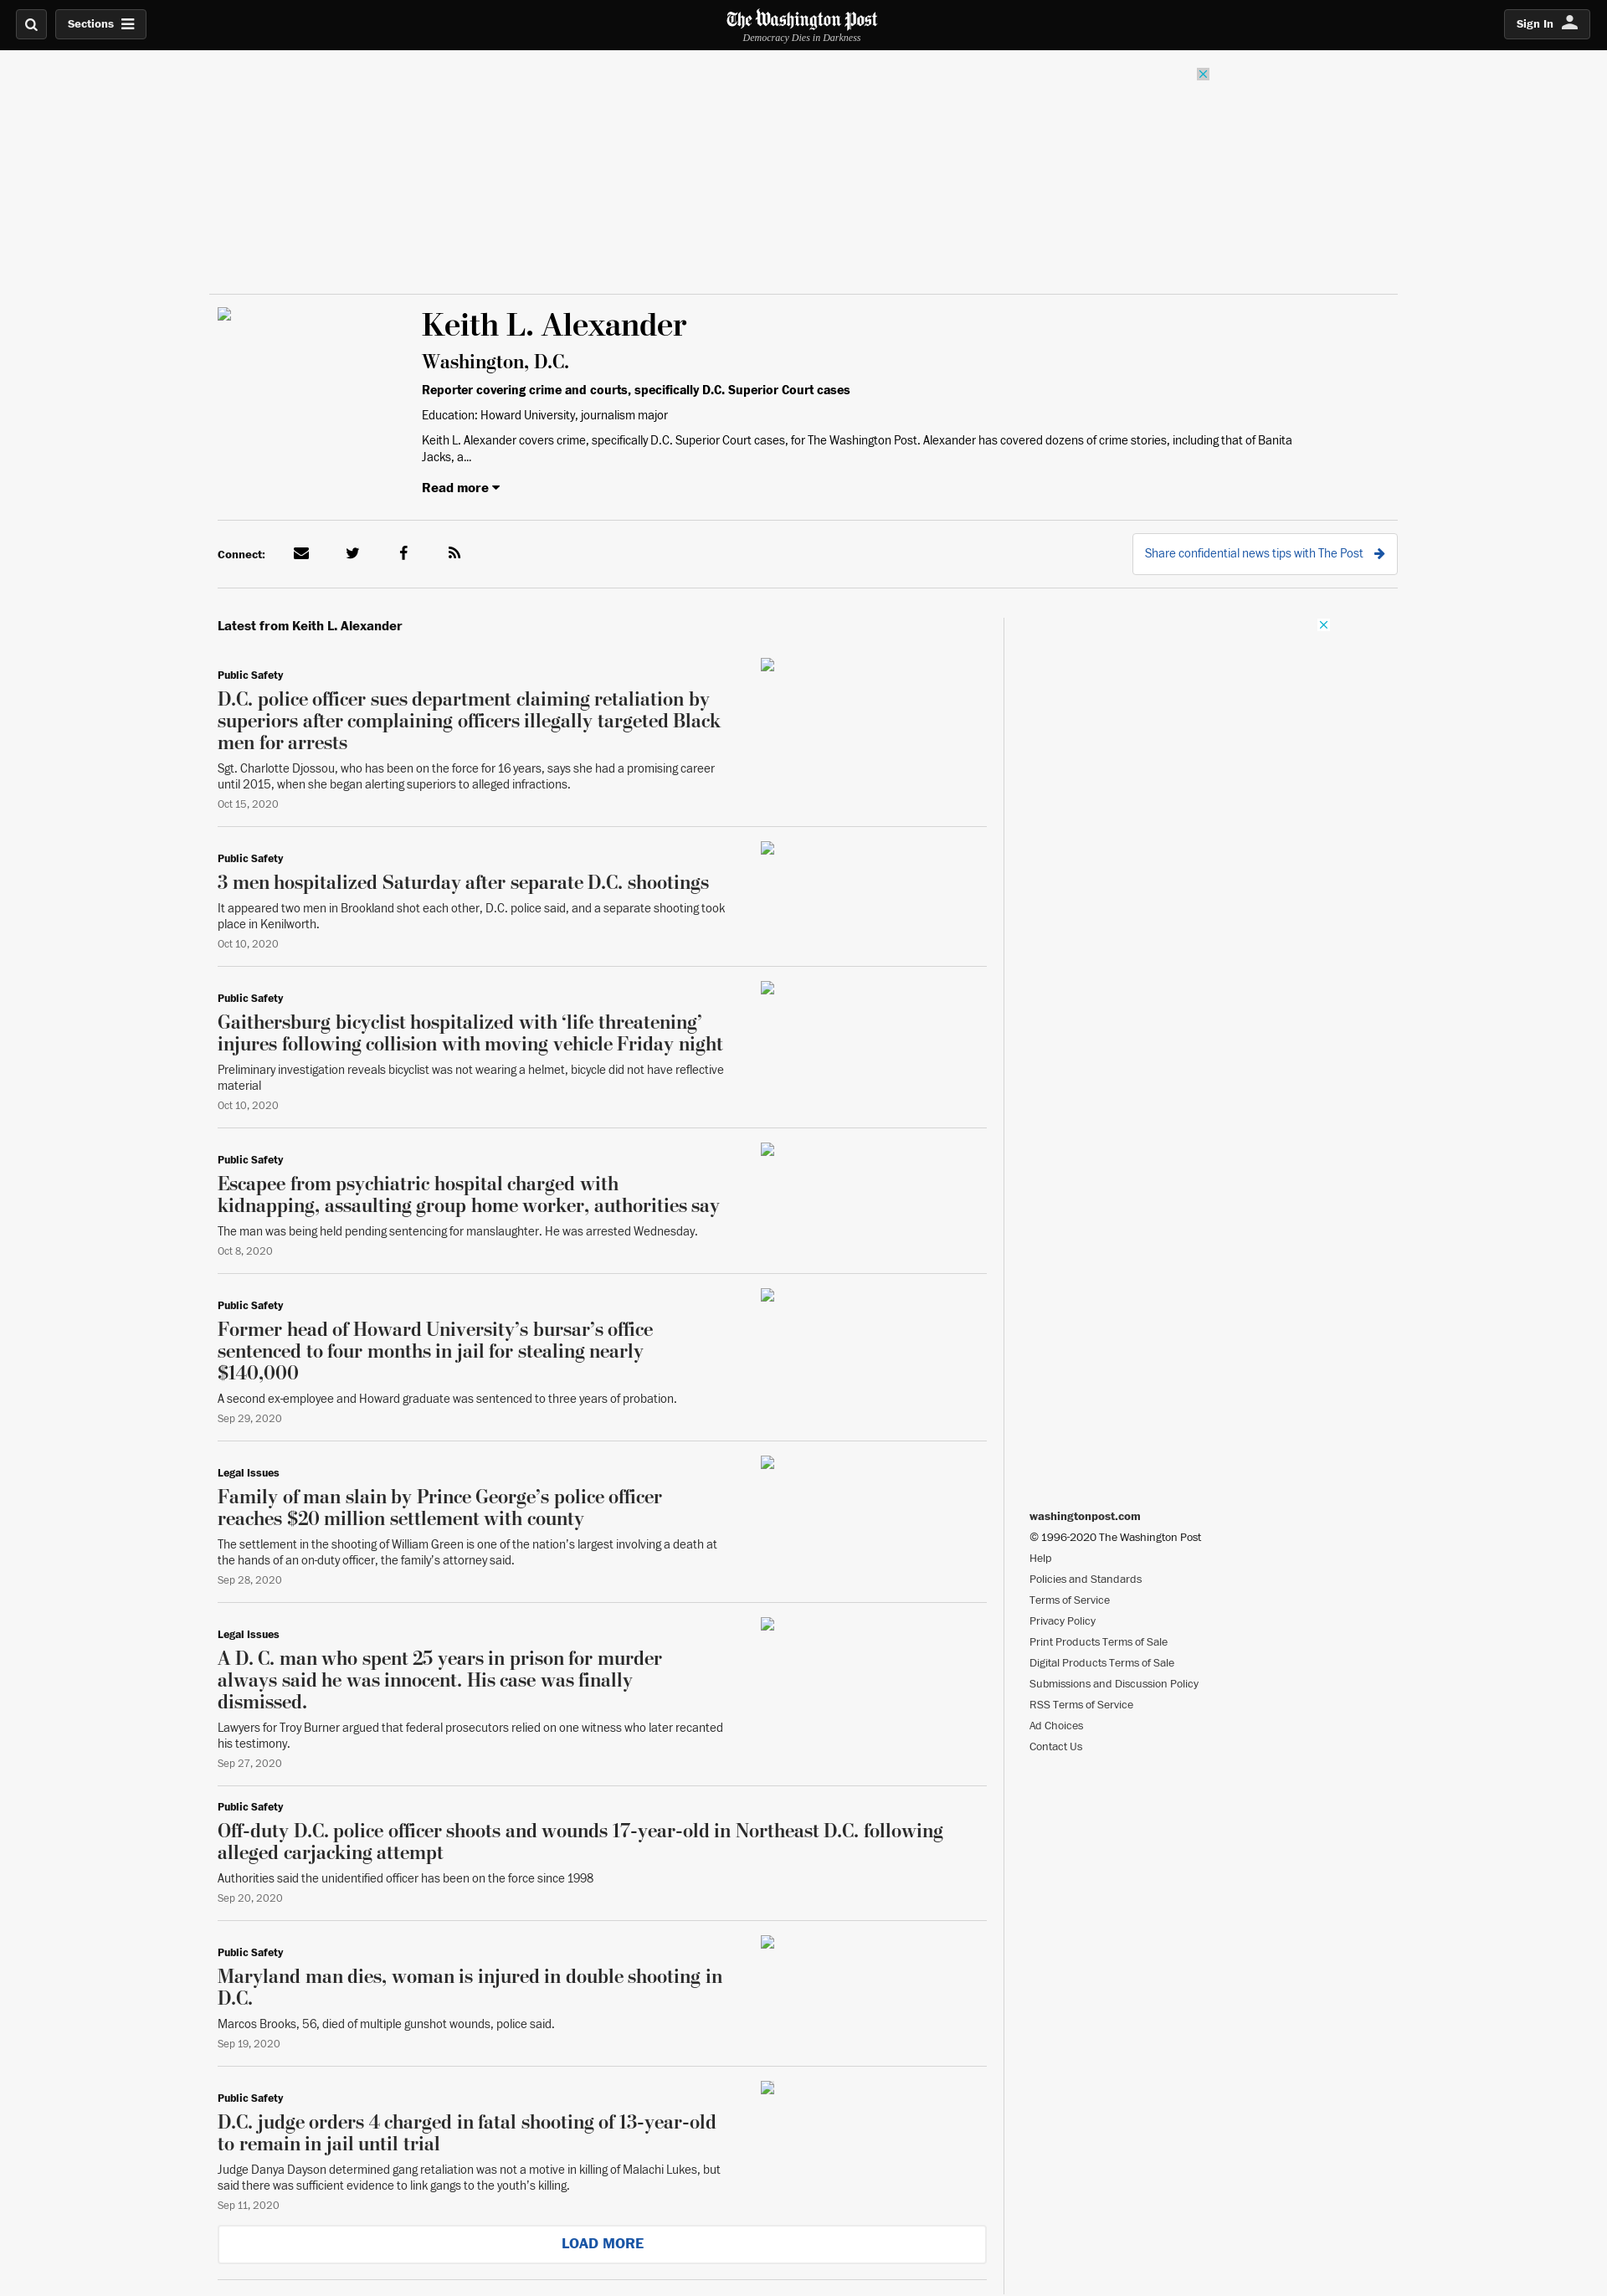 Sections
The Washington Post
Democracy Dies in Darkness
Sign In
Keith L. Alexander
Washington, D.C.
Reporter covering crime and courts, specifically D.C. Superior Court cases
Education: Howard University, journalism major
Keith L. Alexander covers crime, specifically D.C. Superior Court cases, for The Washington Post. Alexander has covered dozens of crime stories, including that of Banita
Jacks, a...
Read more
Connect:
Share confidential news tips with The Post
Latest from Keith L. Alexander
Public Safety
D.C. police officer sues department claiming retaliation by
superiors after complaining officers illegally targeted Black
men for arrests
Sgt. Charlotte Djossou, who has been on the force for 16 years, says she had a promising career
until 2015, when she began alerting superiors to alleged infractions.
Oct 15, 2020
Public Safety
3 men hospitalized Saturday after separate D.C. shootings
It appeared two men in Brookland shot each other, D.C. police said, and a separate shooting took
place in Kenilworth.
Oct 10, 2020
Public Safety
Gaithersburg bicyclist hospitalized with ‘life threatening’
injures following collision with moving vehicle Friday night
Preliminary investigation reveals bicyclist was not wearing a helmet, bicycle did not have reflective
material
Oct 10, 2020
Public Safety
Escapee from psychiatric hospital charged with
kidnapping, assaulting group home worker, authorities say
The man was being held pending sentencing for manslaughter. He was arrested Wednesday.
Oct 8, 2020
Public Safety
Former head of Howard University’s bursar’s office
sentenced to four months in jail for stealing nearly
$140,000
A second ex-employee and Howard graduate was sentenced to three years of probation.
Sep 29, 2020
Legal Issues
Family of man slain by Prince George’s police officer
reaches $20 million settlement with county
The settlement in the shooting of William Green is one of the nation’s largest involving a death at
the hands of an on-duty officer, the family’s attorney said.
Sep 28, 2020
Legal Issues
A D. C. man who spent 25 years in prison for murder
always said he was innocent. His case was finally
dismissed.
Lawyers for Troy Burner argued that federal prosecutors relied on one witness who later recanted
his testimony.
Sep 27, 2020
Public Safety
Off-duty D.C. police officer shoots and wounds 17-year-old in Northeast D.C. following
alleged carjacking attempt
Authorities said the unidentified officer has been on the force since 1998
Sep 20, 2020
Public Safety
Maryland man dies, woman is injured in double shooting in
D.C.
Marcos Brooks, 56, died of multiple gunshot wounds, police said.
Sep 19, 2020
Public Safety
D.C. judge orders 4 charged in fatal shooting of 13-year-old
to remain in jail until trial
Judge Danya Dayson determined gang retaliation was not a motive in killing of Malachi Lukes, but
said there was sufficient evidence to link gangs to the youth’s killing.
Sep 11, 2020
LOAD MORE
washingtonpost.com
© 1996-2020 The Washington Post
Help
Policies and Standards
Terms of Service
Privacy Policy
Print Products Terms of Sale
Digital Products Terms of Sale
Submissions and Discussion Policy
RSS Terms of Service
Ad Choices
Contact Us